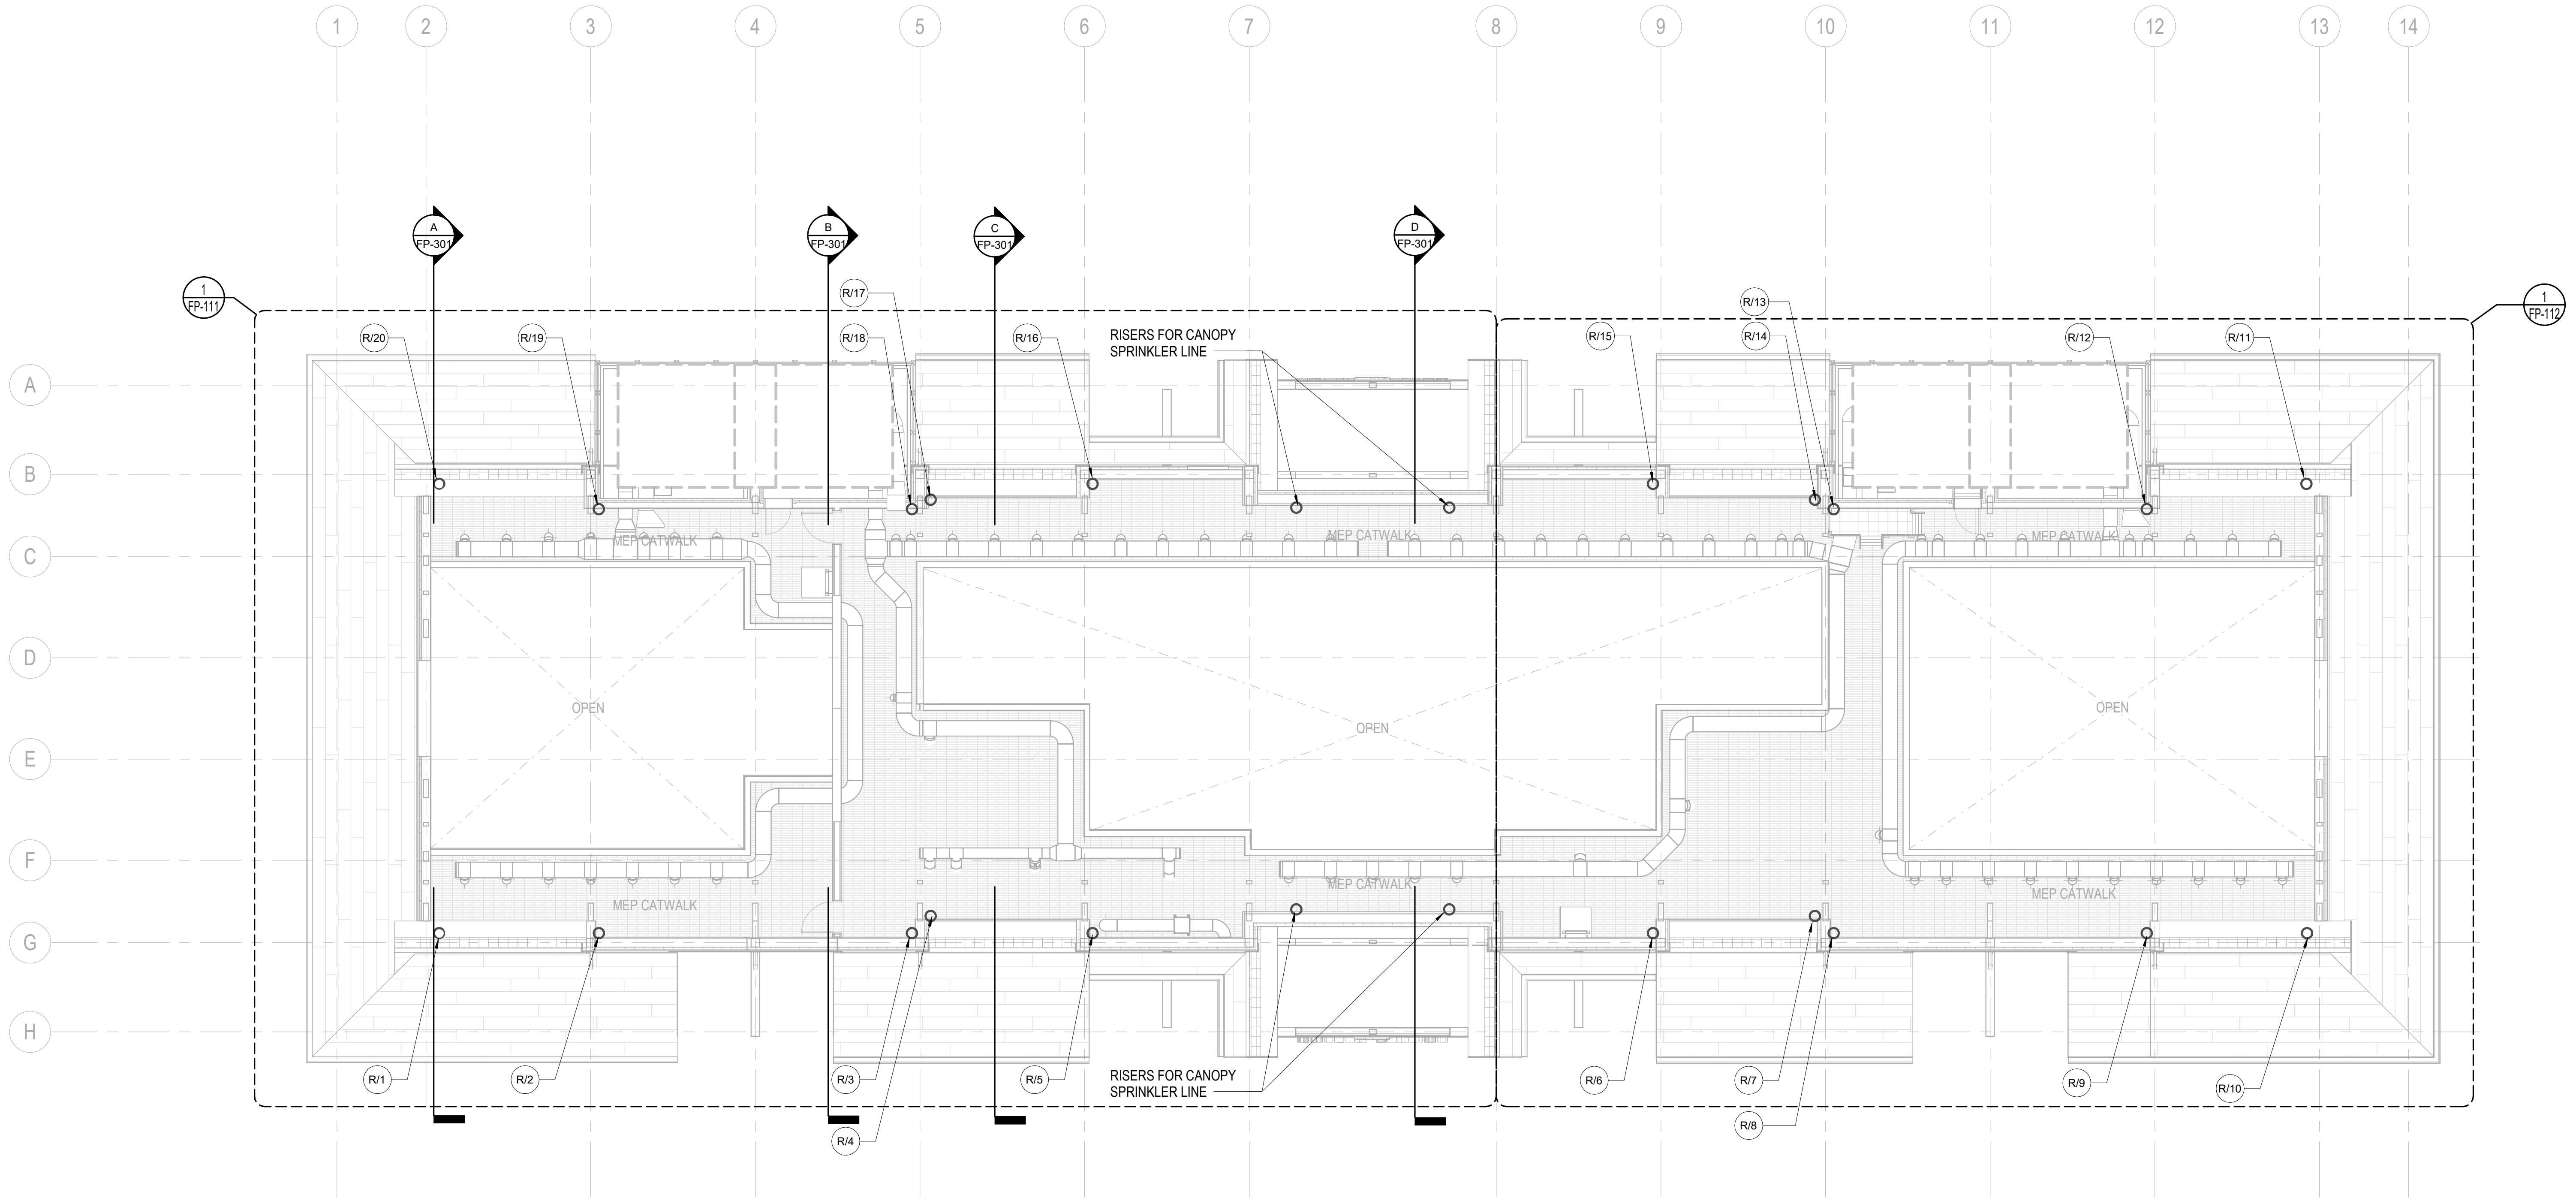 1
2
3
4
5
6
7
8
9
10
11
12
13
14
A
FP-301
B
FP-301
C
FP-301
D
FP-301
1
FP-111
1
FP-112
R/17
R/13
R/20
R/19
R/18
R/16
RISERS FOR CANOPY
SPRINKLER LINE
R/15
R/14
R/12
R/11
A
B
C
D
E
F
G
H
MEP CATWALK
MEP CATWALK
MEP CATWALK
OPEN
OPEN
OPEN
MEP CATWALK
MEP CATWALK
MEP CATWALK
R/1
R/2
R/3
R/5
RISERS FOR CANOPY
SPRINKLER LINE
R/6
R/7
R/9
R/10
R/4
R/8